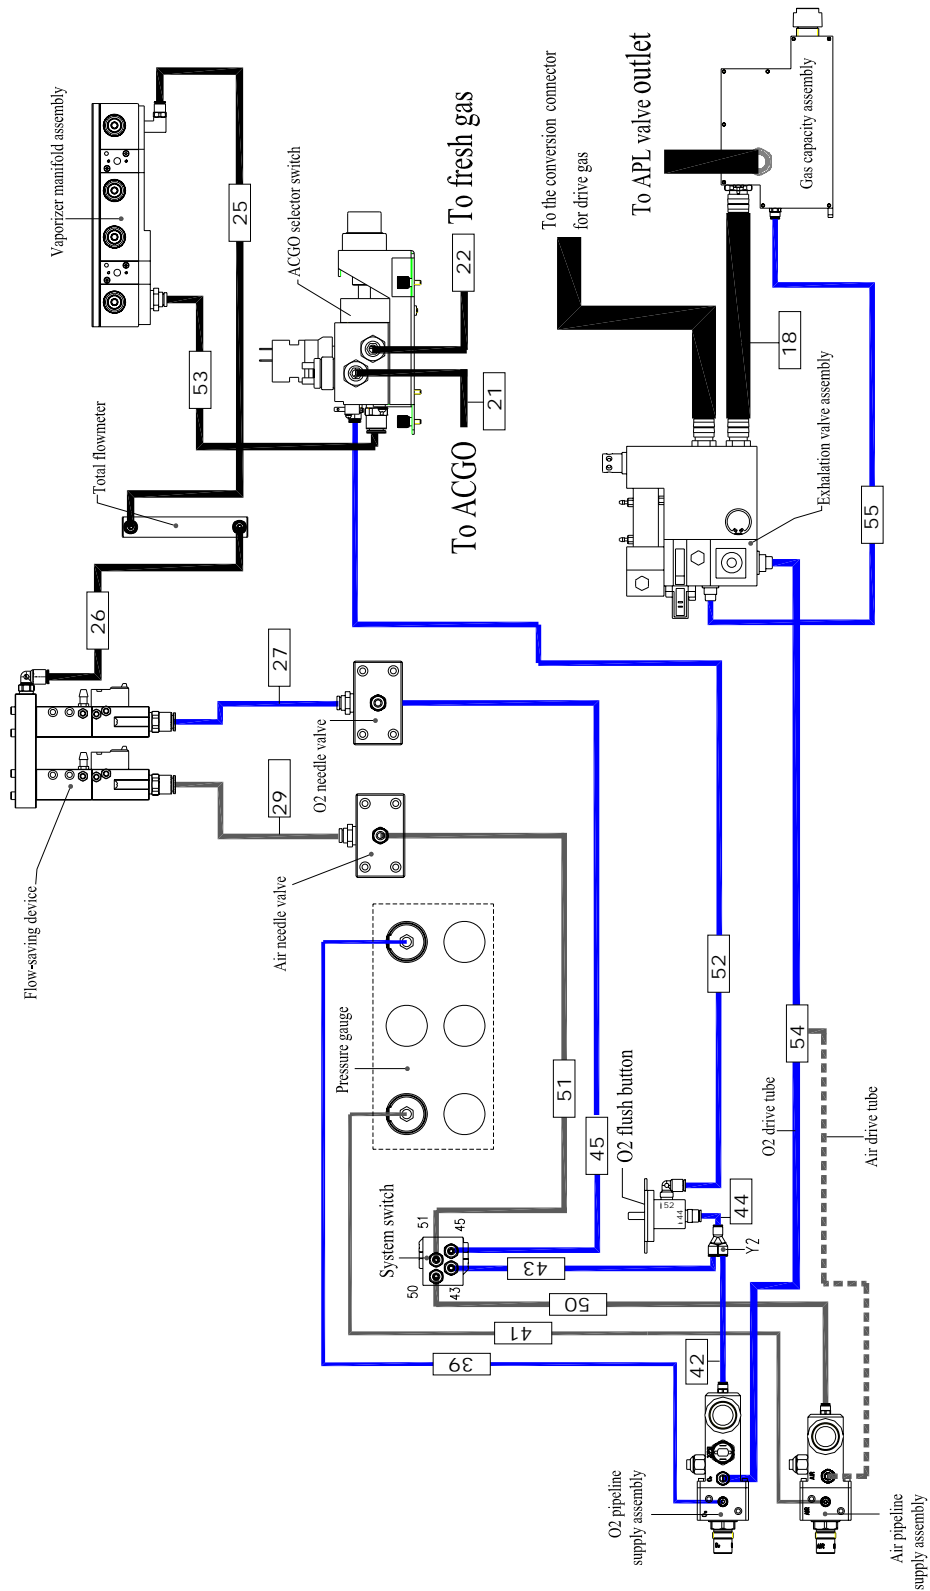 Flow-saving device
Vaporizer manifold assembly
Total flowmeter
26
53
25
27
29
O2 needle valve
Air needle valve
ACGO selector switch
To ACGO
21
22
To fresh gas
To the conversion connector
for drive gas
To APL valve outlet
Gas capacity assembly
18
Exhalation valve assembly
55
Pressure gauge
System switch
51
45
50
43
51
45
O2 flush button
52
44
52
44
Y2
43
50
41
39
42
54
O2 drive tube
Air drive tube
O2 pipeline
supply assembly
Air pipeline
supply assembly
AIR